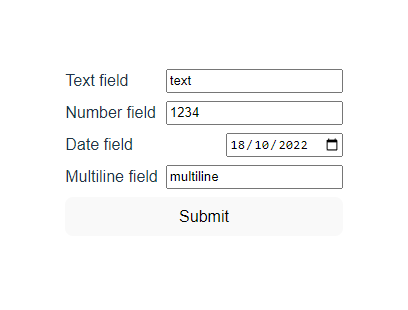 Text field text
Number field 1234
Date field 18/10/2022
Multiline field multiline
Submit